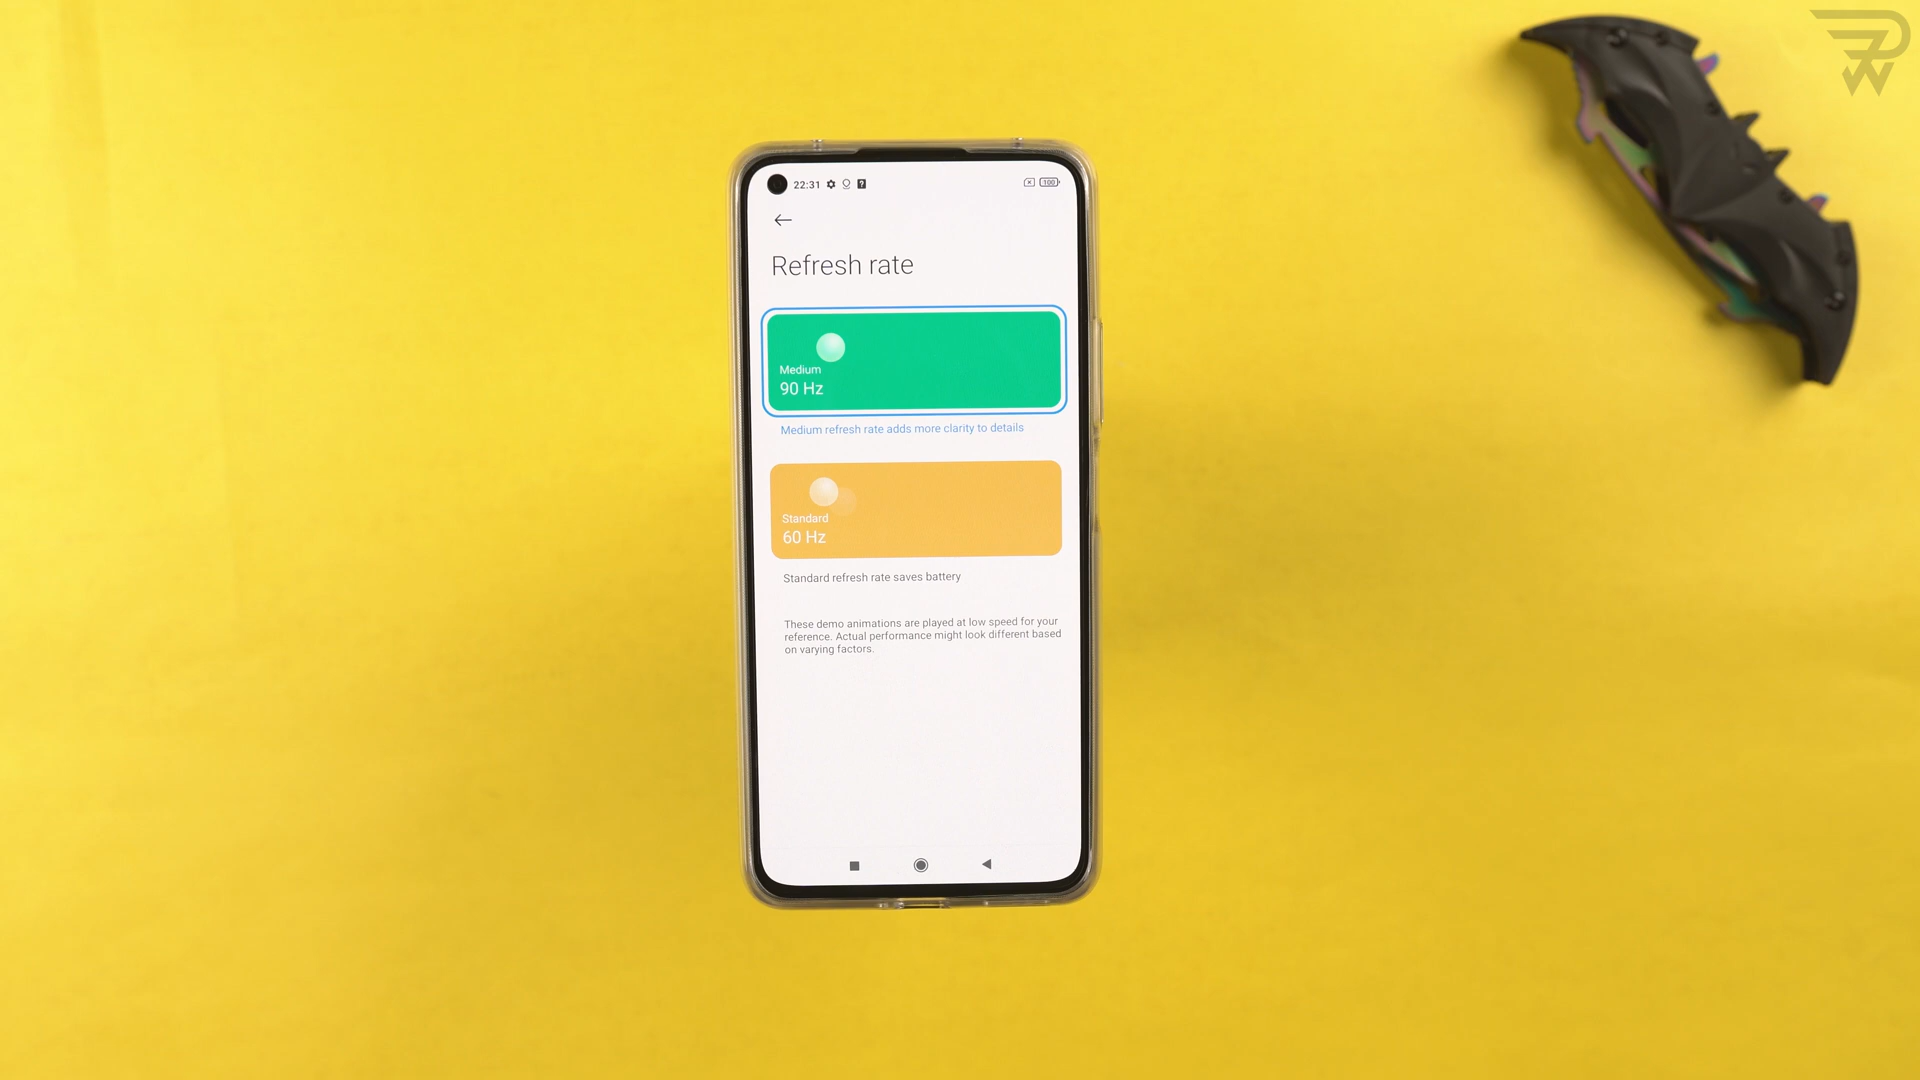 22:31
100
Refresh rate
Medium
90 Hz
Medium refresh rate adds more clarity to details
Standard
60 Hz
Standard refresh rate saves battery
These demo animations are played at low speed for your
reference. Actual performance might look different based
on varying factors.